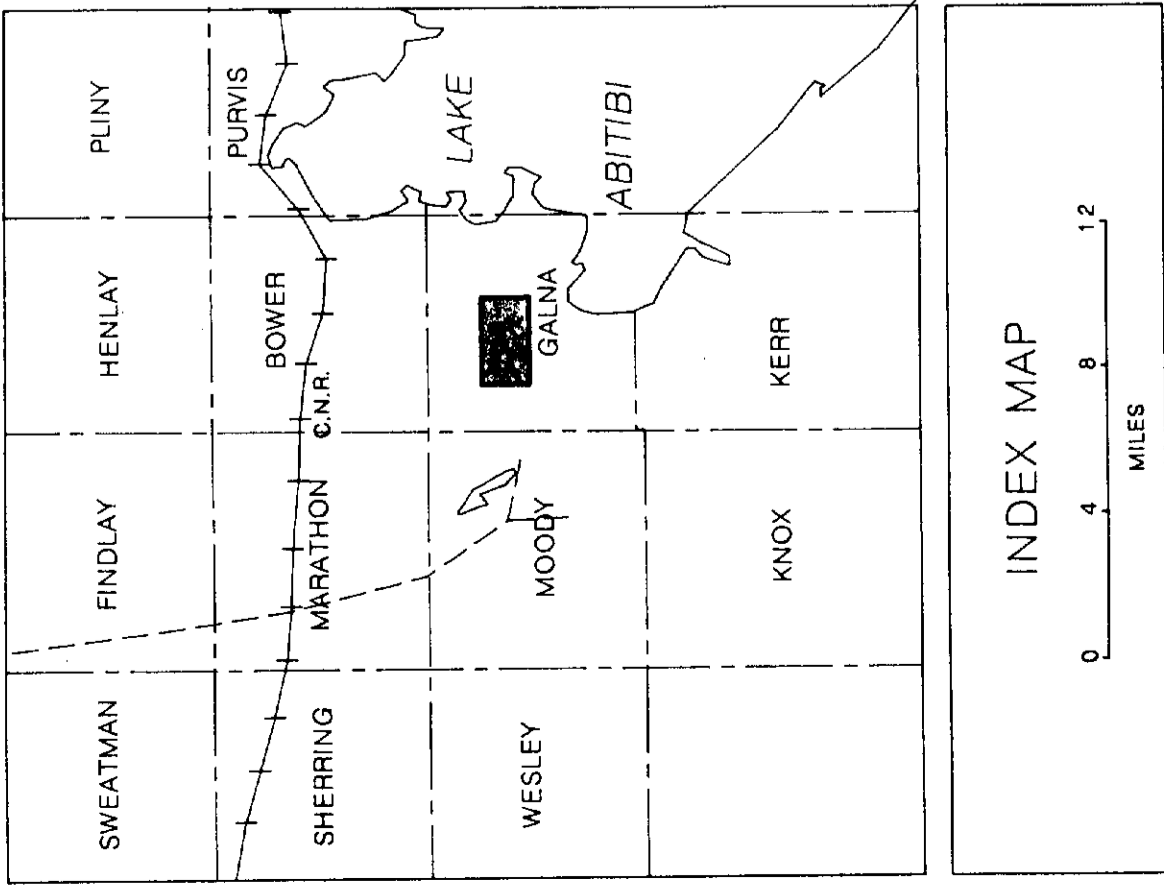 SWEATMAN
FINDLAY
HENLAY
PLINY
SHERRING
MARATHON
C.N.R.
BOWER
PURVIS
WESLEY
MOODY
GALNA
LAKE
ABITIBI
KNOX
KERR
INDEX MAP
0 4 8 12
MILES